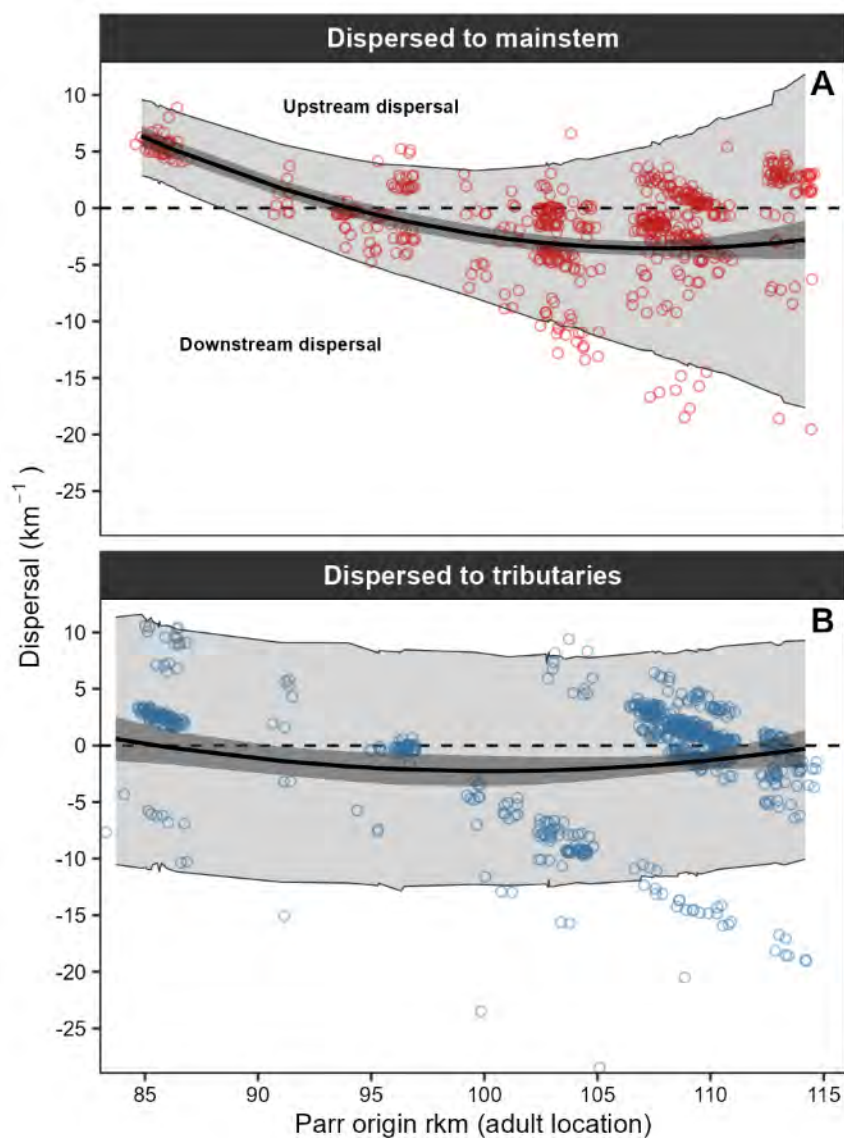 Dispersed to mainstem
A
Upstream dispersal
Downstream dispersal
10
5
0
-5
-10
-15
-20
-25
Dispersal (km⁻¹ )
Dispersed to tributaries
B
10
5
0
-5
-10
-15
-20
-25
85 90 95 100 105 110 115
Parr origin rkm (adult location)